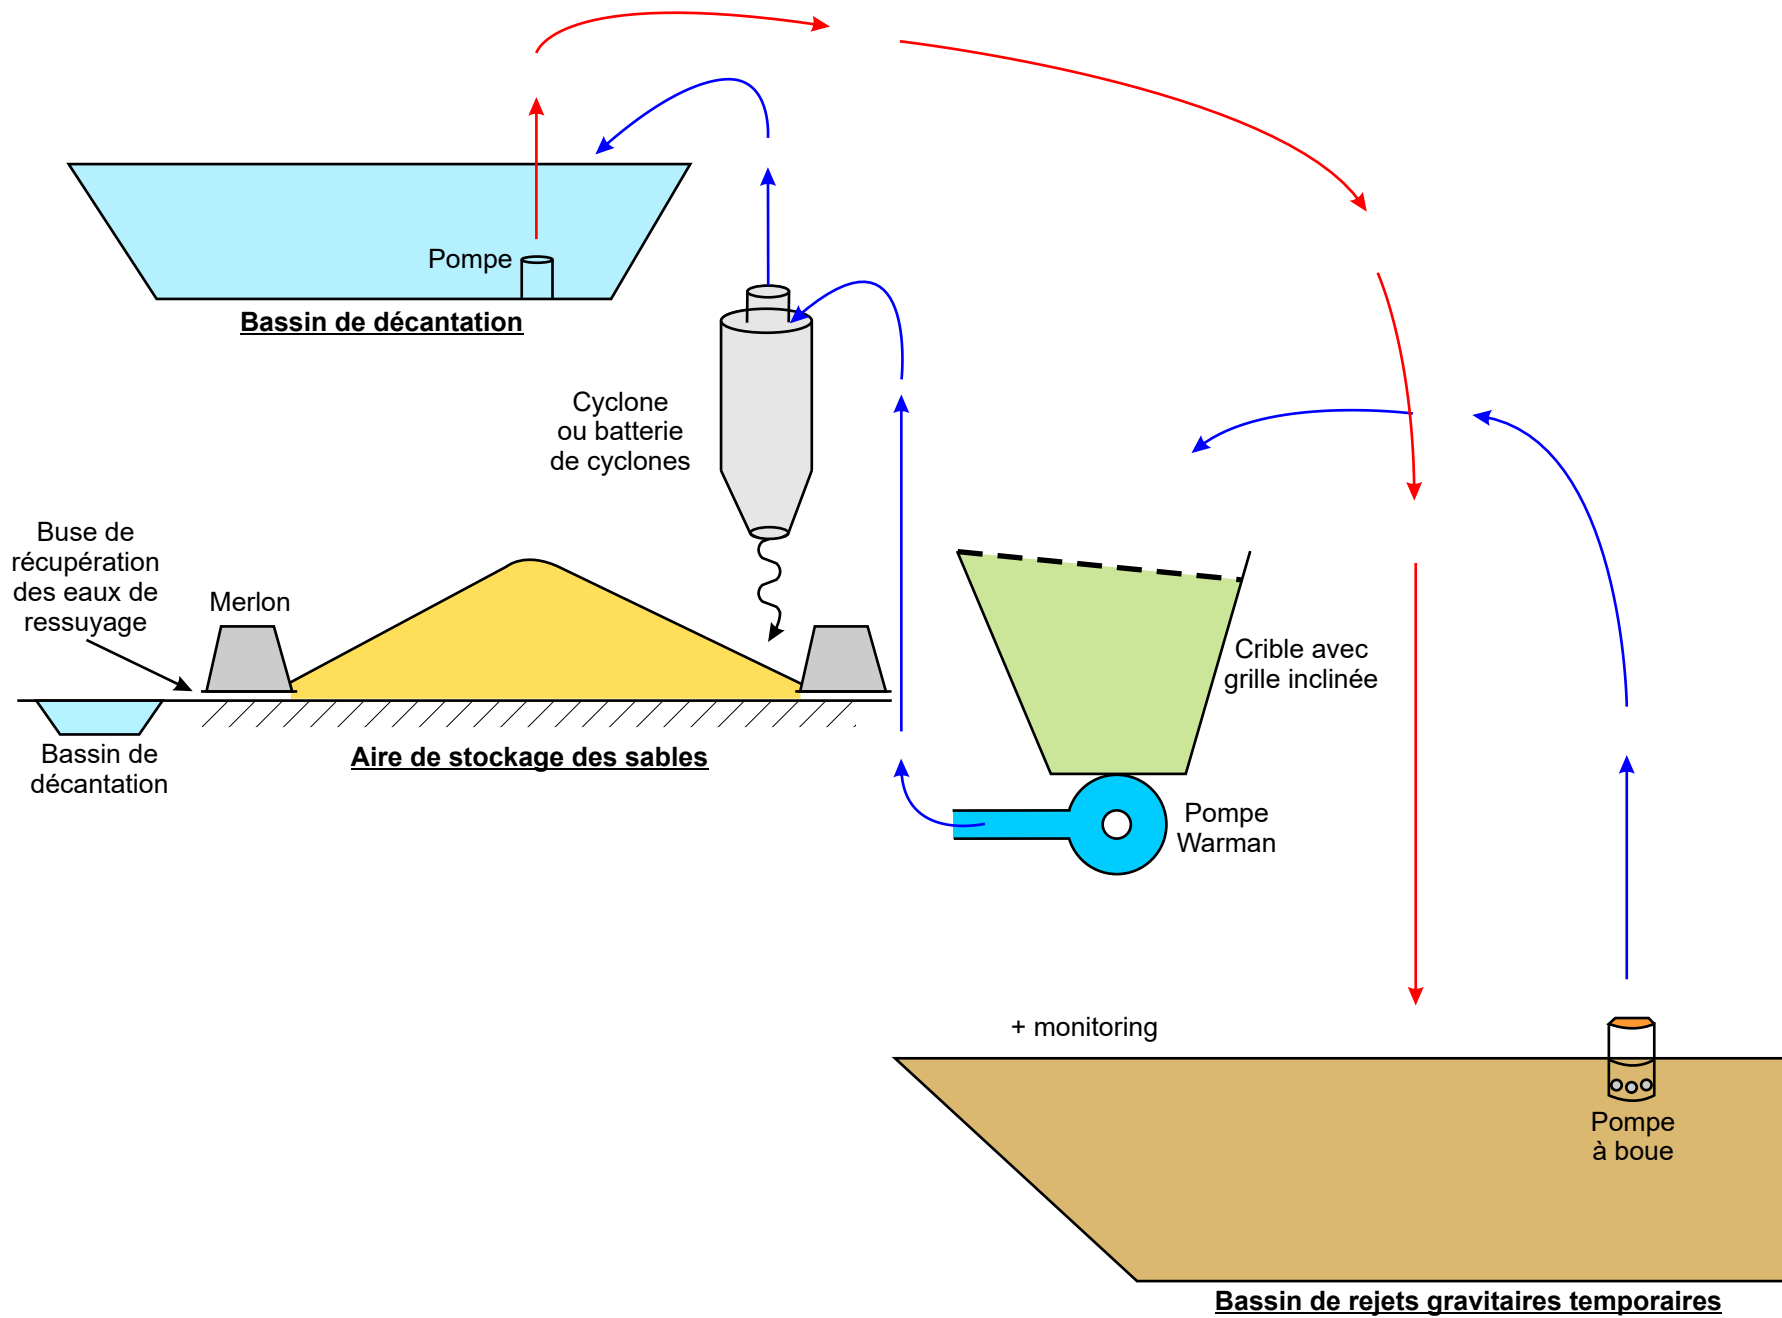 Pompe
Bassin de décantation
Cyclone
ou batterie
de cyclones
Buse de
récupération
des eaux de
ressuyage
Merlon
Crible avec
grille inclinée
Bassin de
décantation
Aire de stockage des sables
Pompe
Warman
+ monitoring
Pompe
à boue
Bassin de rejets gravitaires temporaires